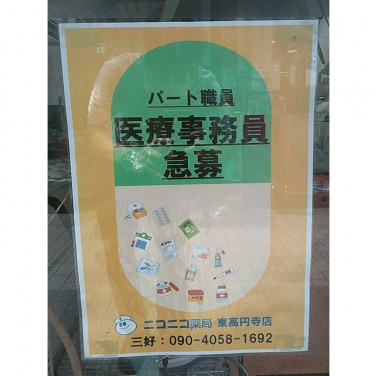 パート職員
医療事務員
急募
ニコニコ薬局 東高円寺店
三好:090-4058-1692